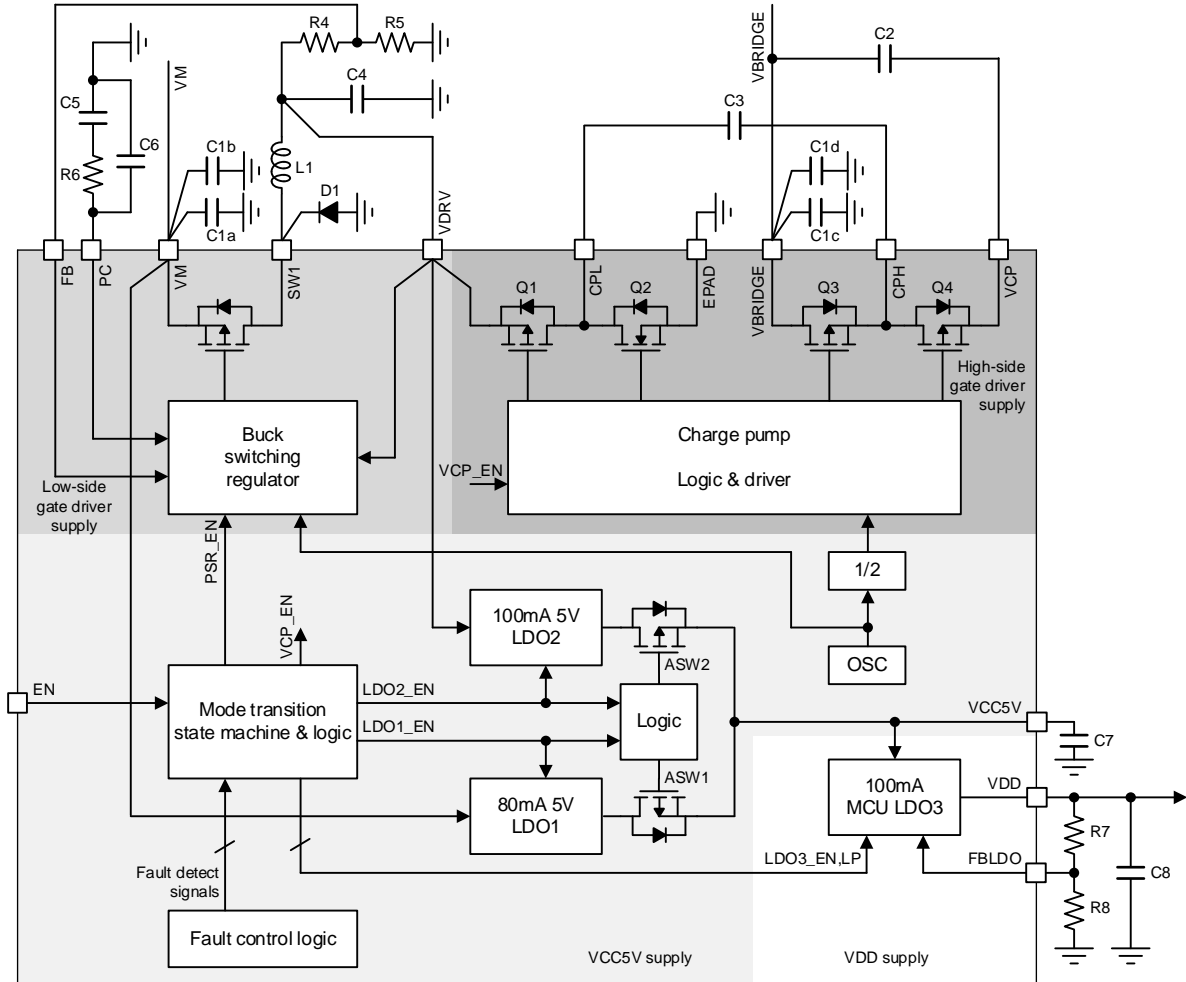 R4
R5
C2
VBRIDGE
VM
C4
C3
C5
C6
C1b
L1
C1d
R6
D1
VDRV
C1a
C1c
FB
PC
VM
SW1
CPL
EPAD
VBRIDGE
CPH
VCP
Q1
Q2
Q3
Q4
High-side
gate driver
supply
Buck
switching
regulator
Charge pump
Logic & driver
VCP_EN
Low-side
gate driver
supply
PSR_EN
1/2
VCP_EN
100mA 5V
LDO2
OSC
ASW2
EN
LDO2_EN
Mode transition
state machine & logic
Logic
VCC5V
LDO1_EN
C7
ASW1
100mA
MCU LDO3
VDD
80mA 5V
LDO1
R7
LDO3_EN,LP
FBLDO
C8
Fault detect
signals
R8
Fault control logic
VCC5V supply
VDD supply